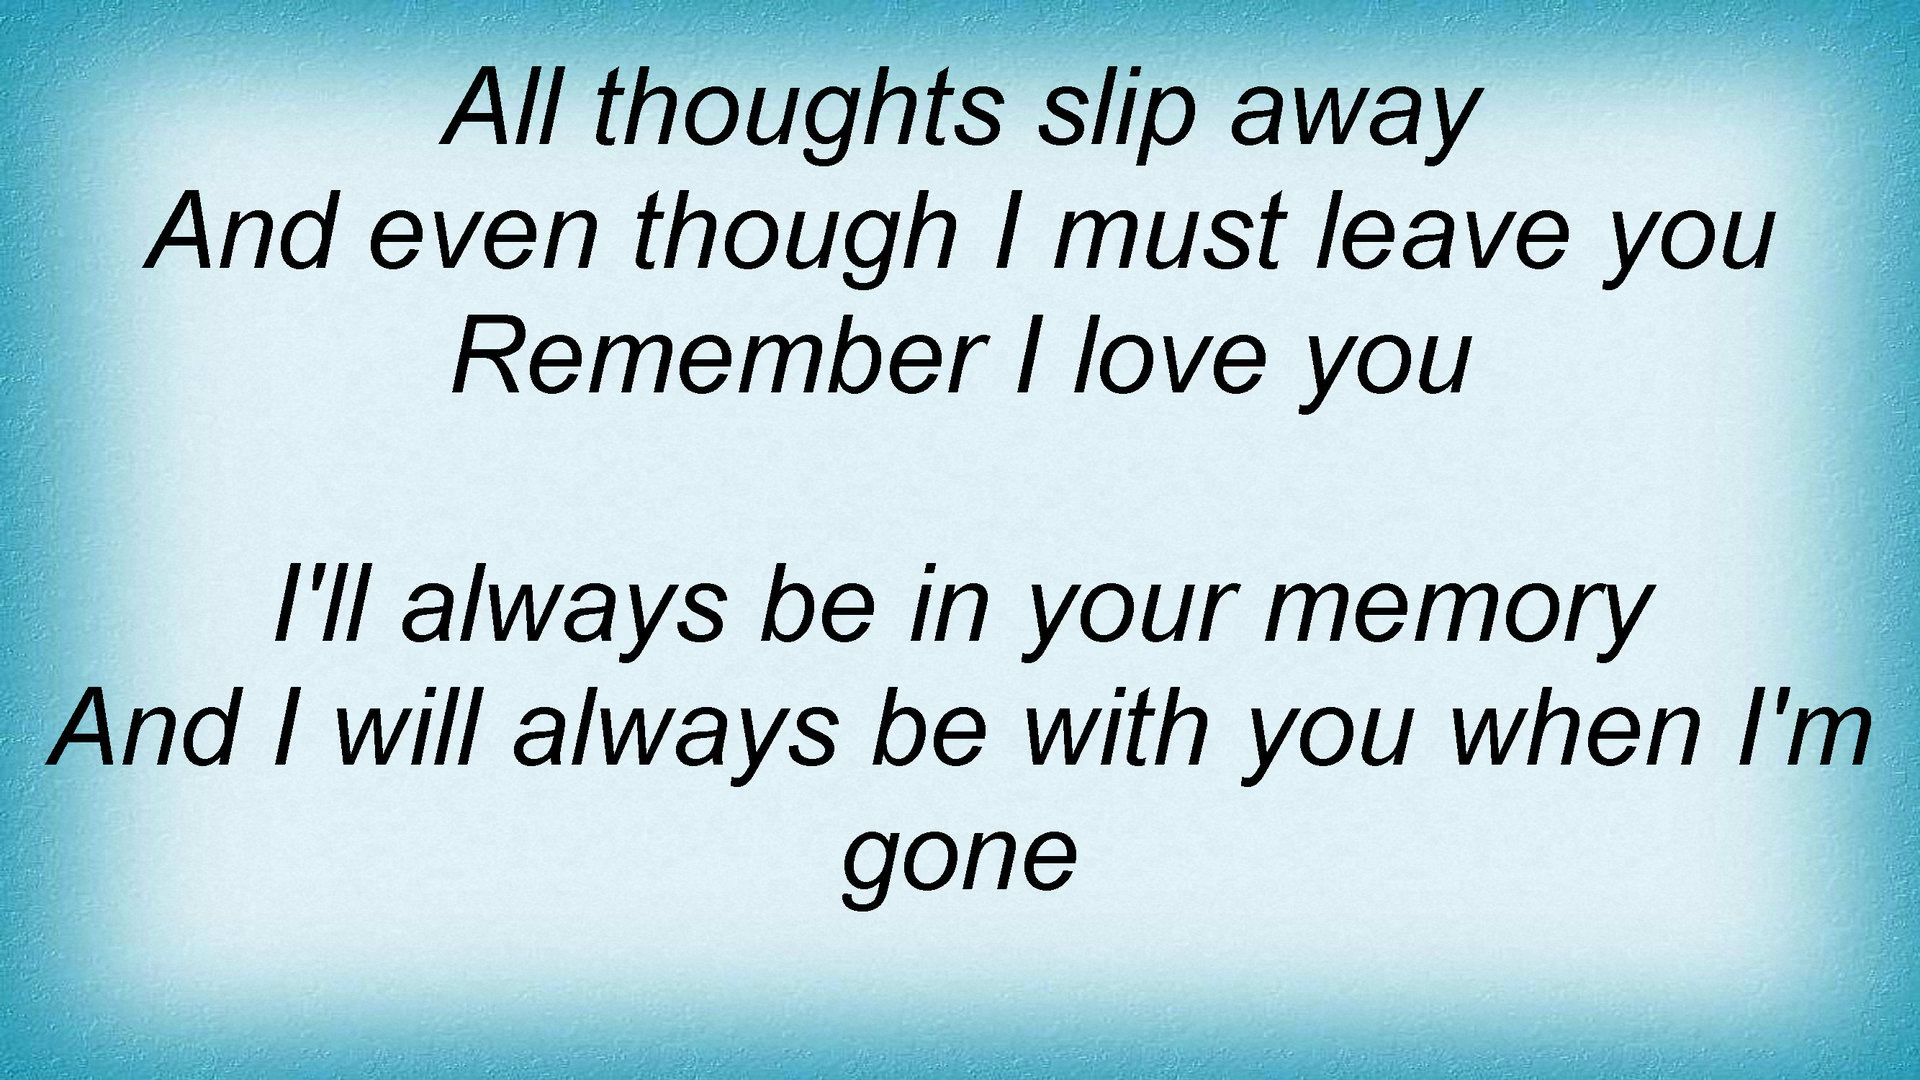 All thoughts slip away
And even though I must leave you
Remember I love you
I'll always be in your memory
And I will always be with you when I'm
gone